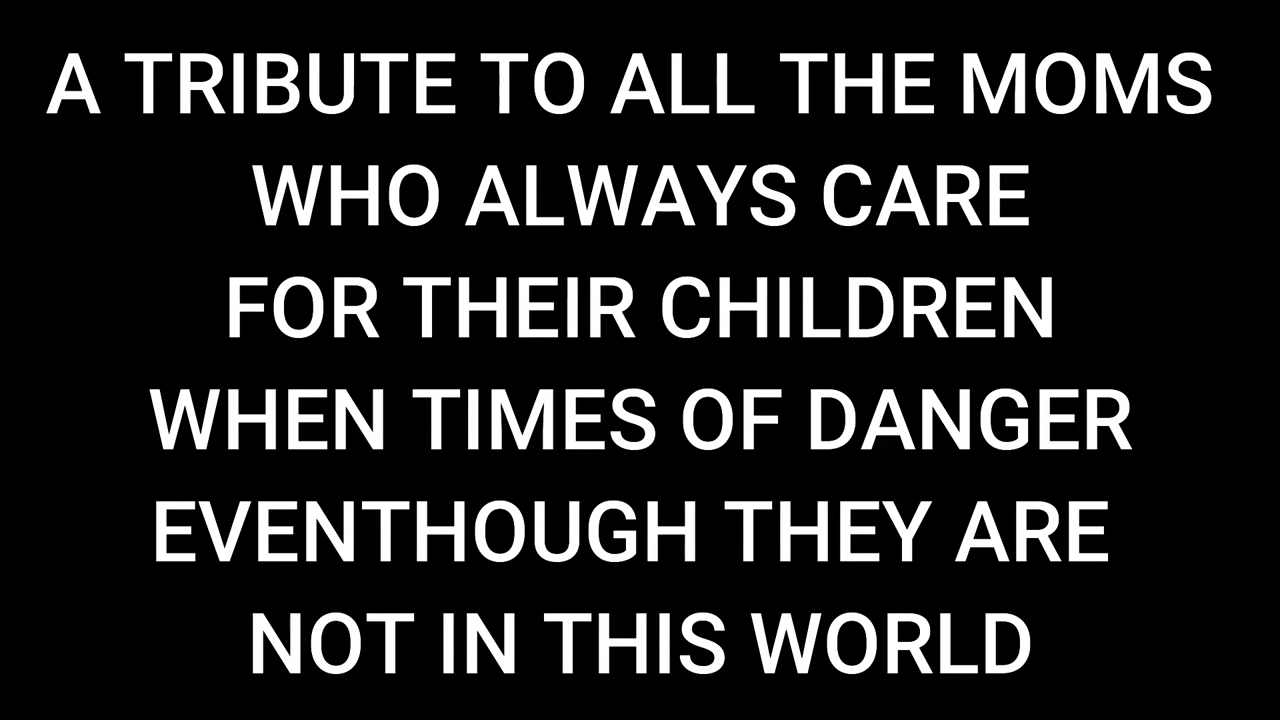 A TRIBUTE TO ALL THE MOMS
WHO ALWAYS CARE
FOR THEIR CHILDREN
WHEN TIMES OF DANGER
EVENTHOUGH THEY ARE
NOT IN THIS WORLD